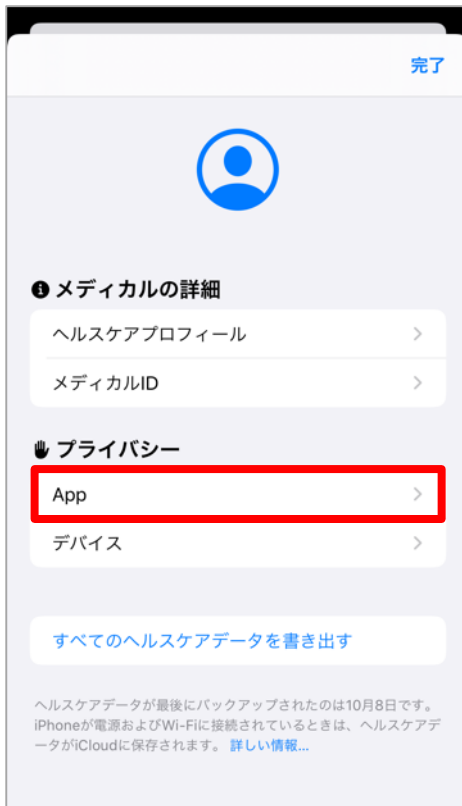 完了
メディカルの詳細
ヘルスケアプロフィール
メディカルID
プライバシー
App
デバイス
すべてのヘルスケアデータを書き出す
ヘルスケアデータが最後にバックアップされたのは10月8日です。
iPhoneが電源およびWi-Fiに接続されているときは、ヘルスケアデ
ータがiCloudに保存されます。 詳しい情報...